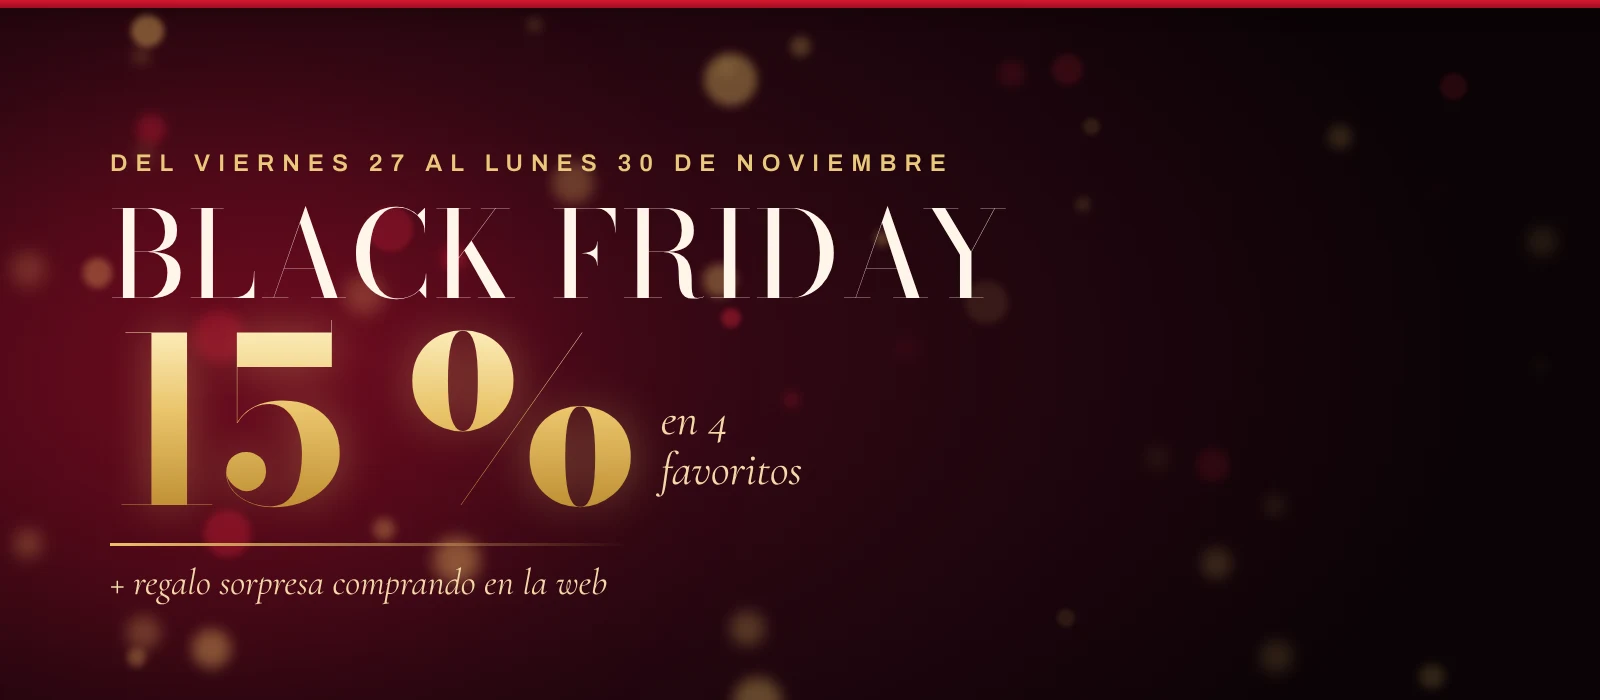 DEL VIERNES 27 AL LUNES 30 DE NOVIEMBRE
BLACK FRIDAY
15 %
en 4
favoritos
+ regalo sorpresa comprando en la web